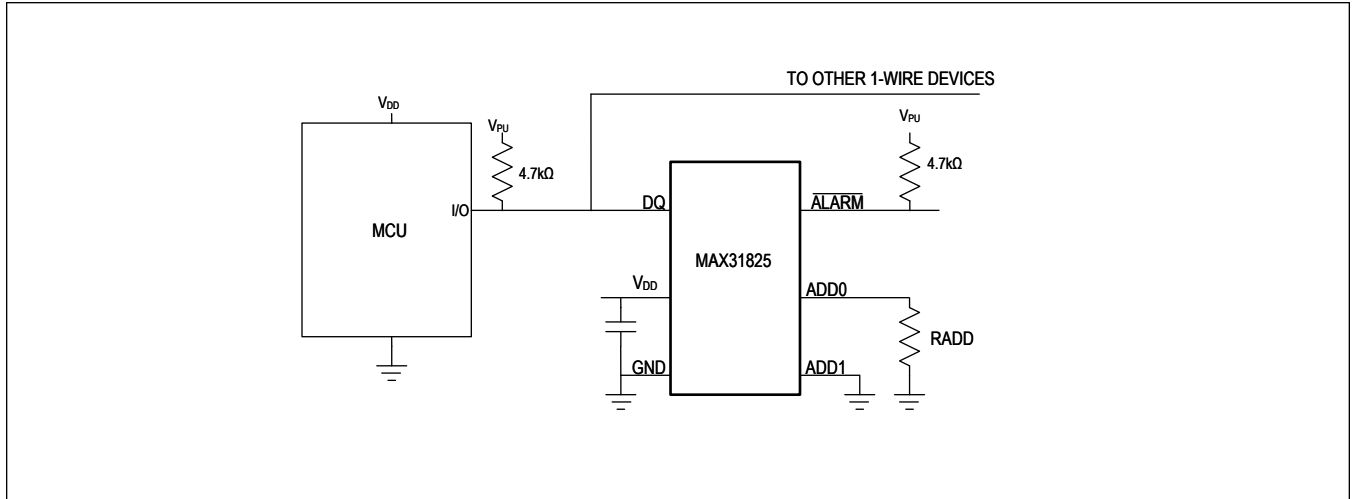 TO OTHER 1-WIRE DEVICES
VDD
VPU
VPU
4.7kΩ
4.7kΩ
I/O
DQ
ALARM
MCU
MAX31825
VDD
ADD0
RADD
GND
ADD1